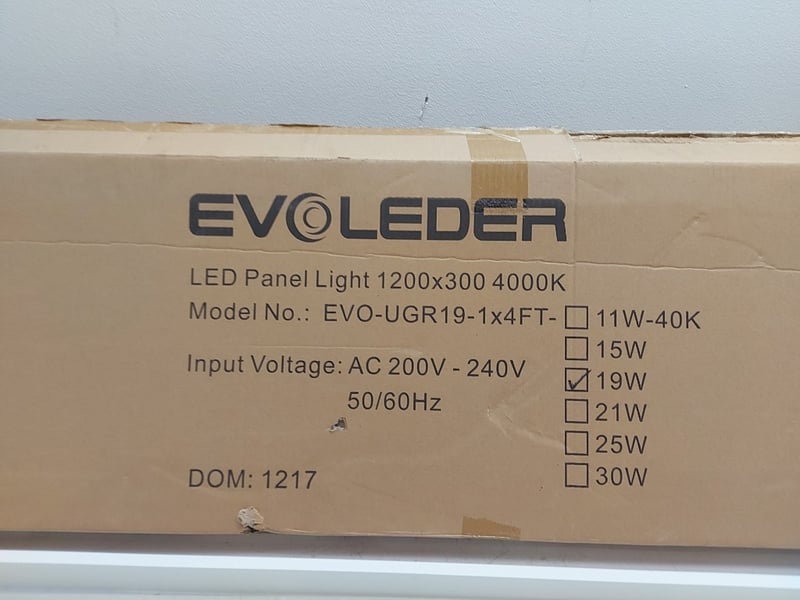 EVOLEDER
LED Panel Light 1200x300 4000K
Model No.: EVO-UGR19-1x4FT- ☐ 11W-40K
☐ 15W
Input Voltage: AC 200V - 240V
☑ 19W
50/60Hz
☐ 21W
☐ 25W
DOM: 1217
☐ 30W